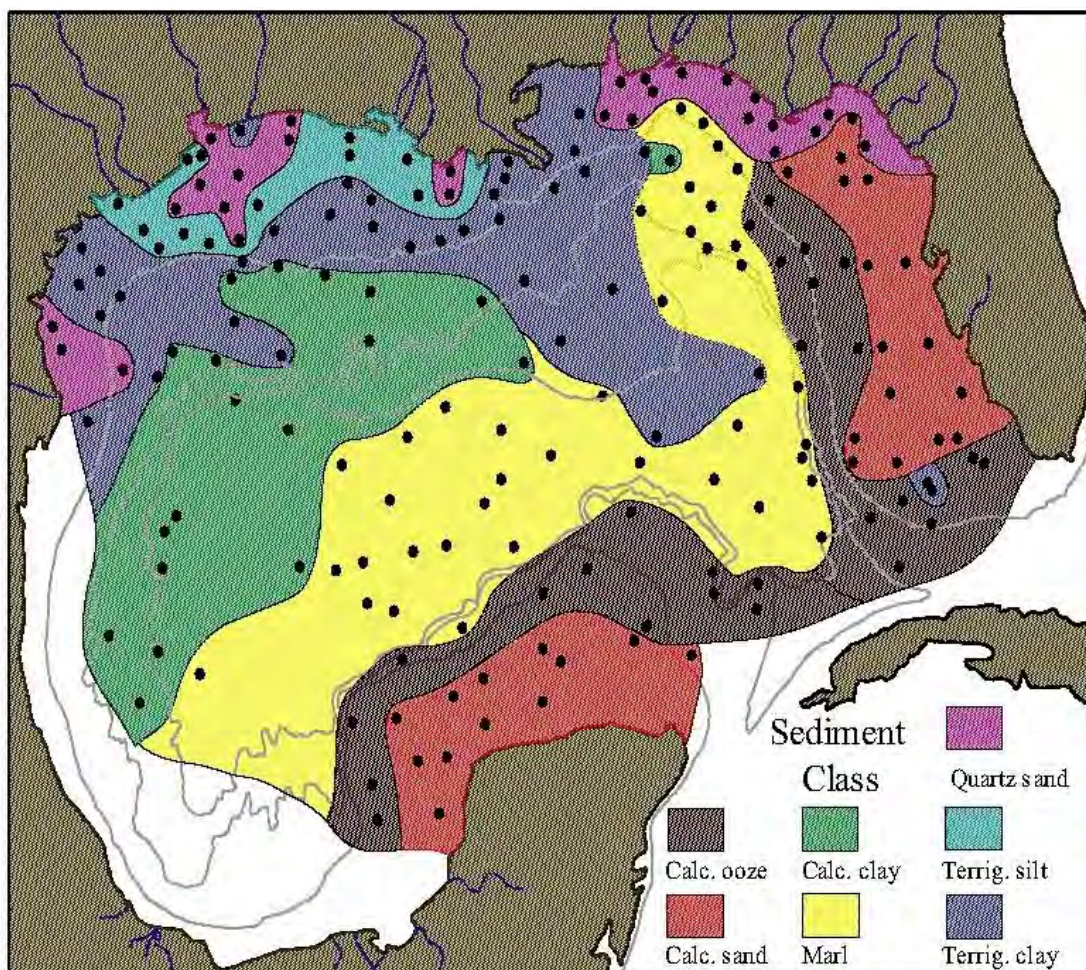 Sediment
Class
Quartz sand
Calc. ooze
Calc. clay
Terrig. silt
Calc. sand
Marl
Terrig. clay